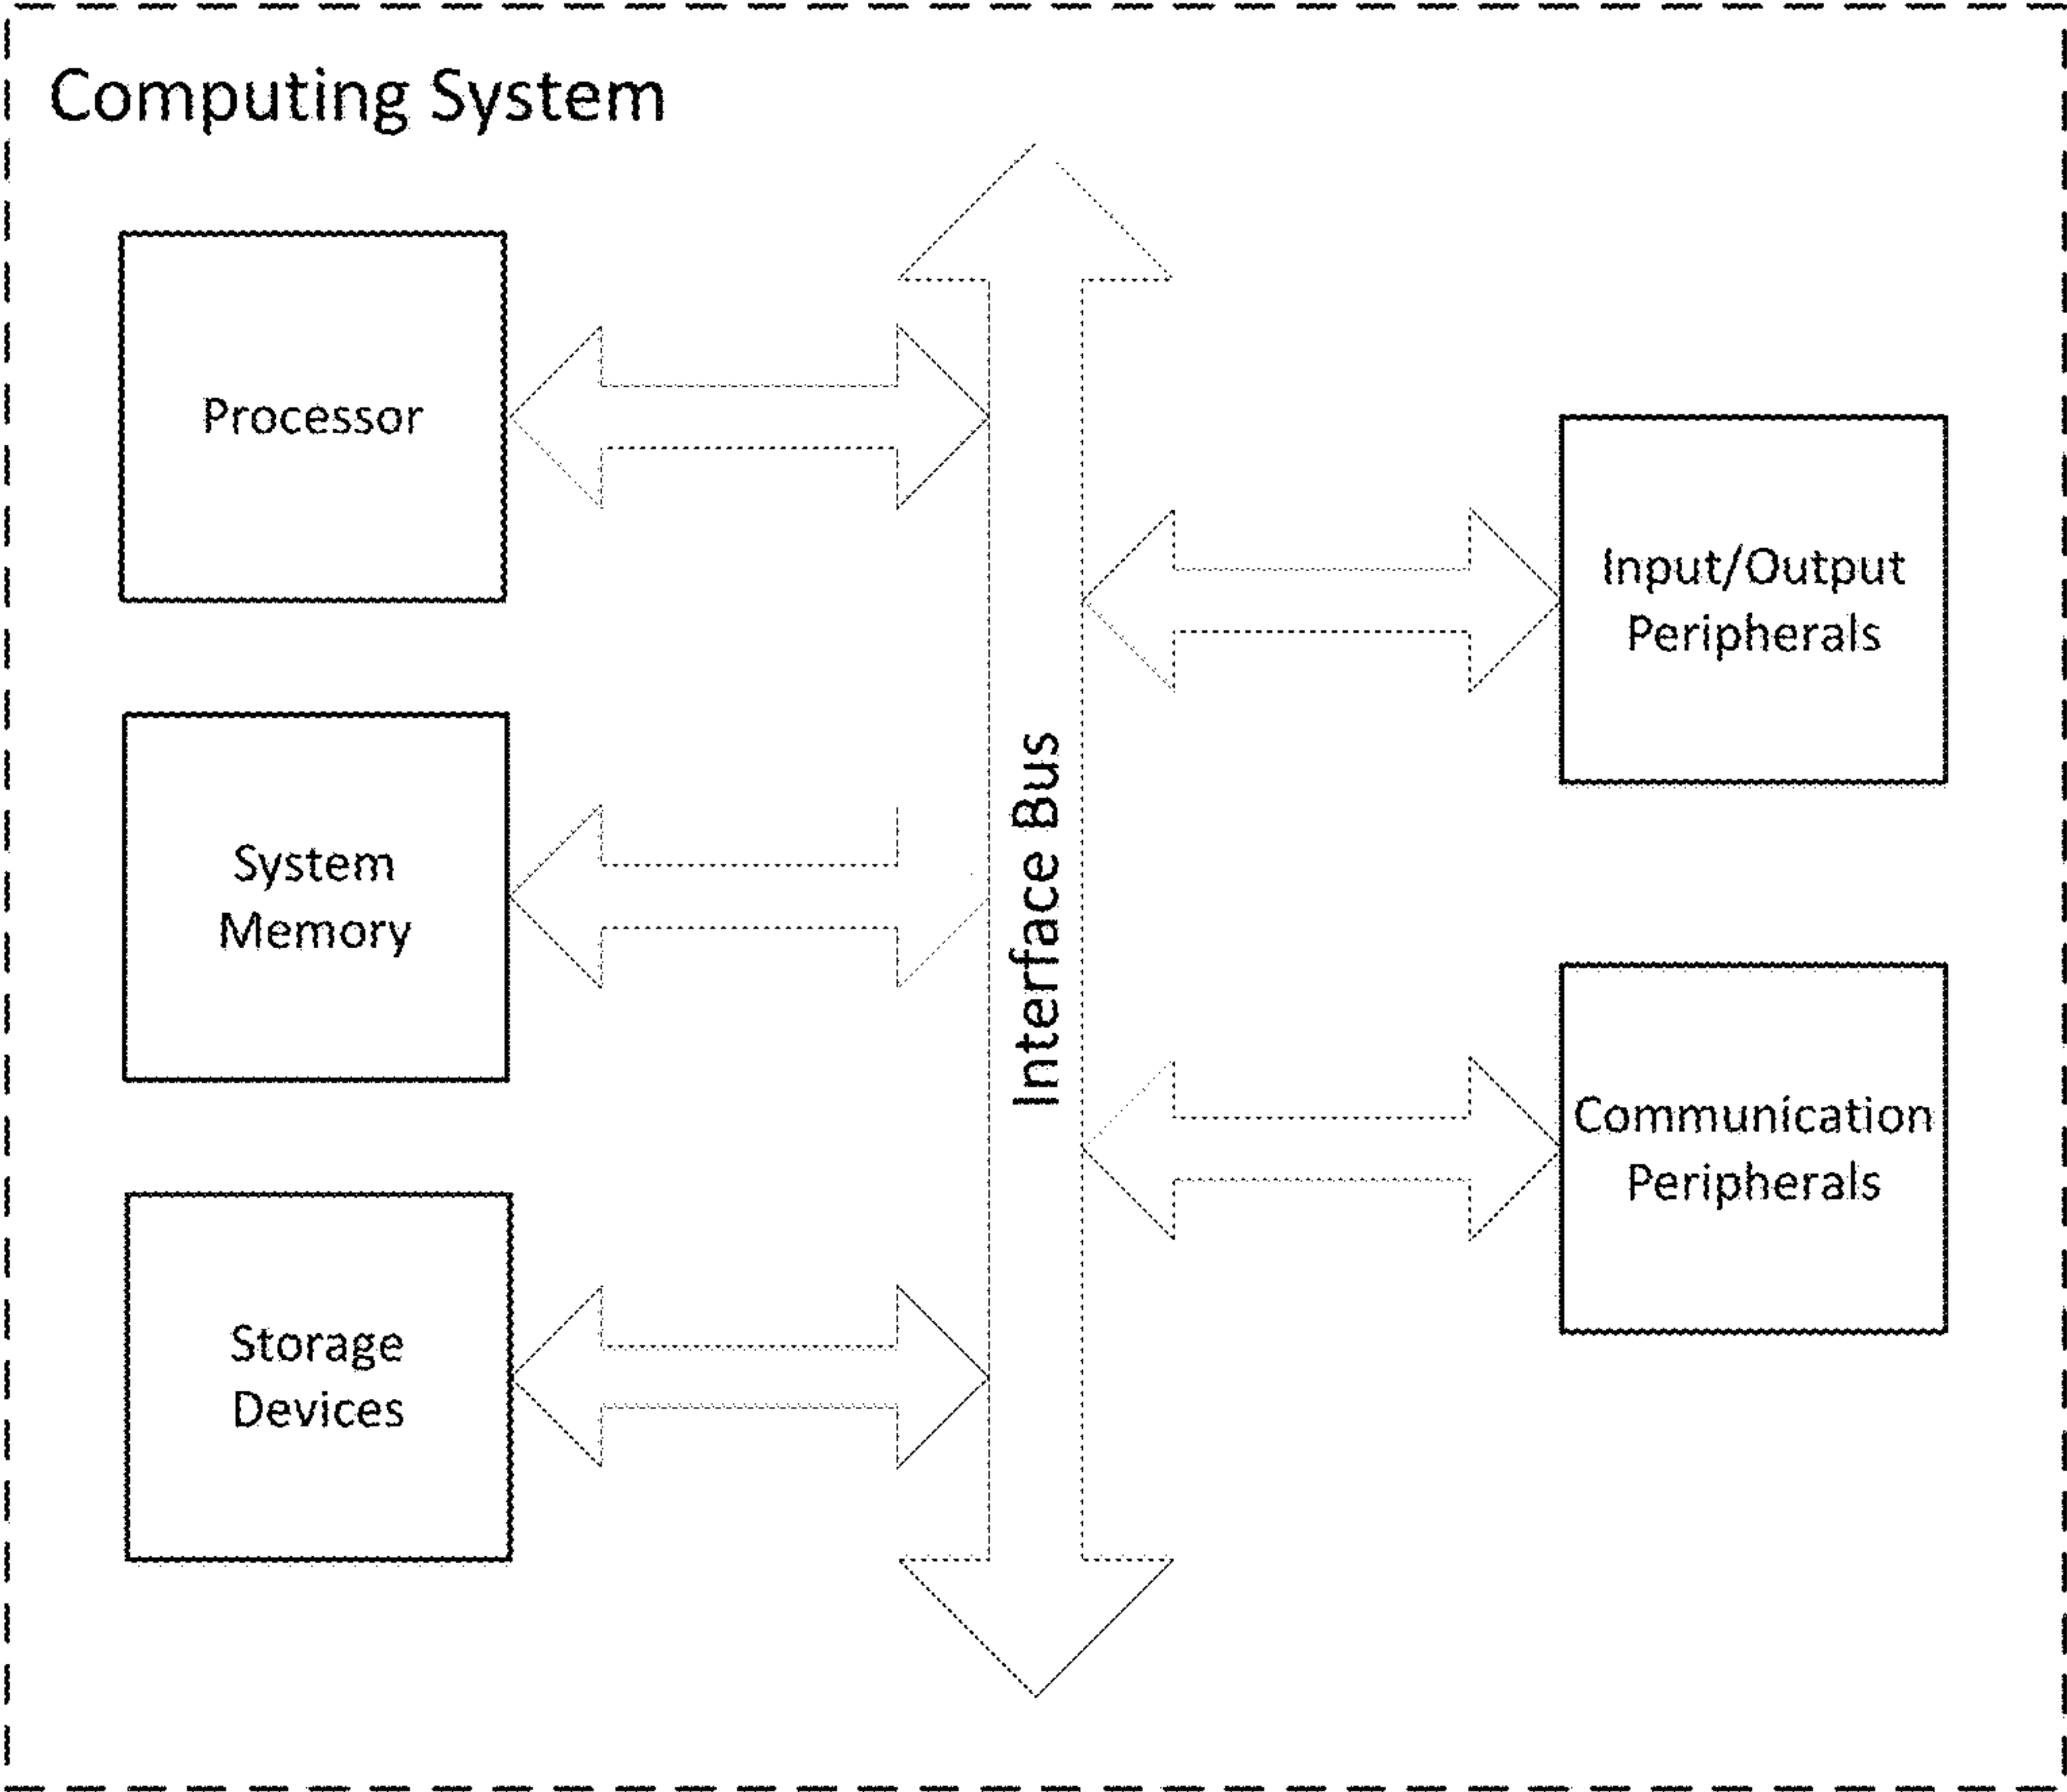 Computing System
Processor
Input/Output
Peripherals
Interface Bus
System
Memory
Communication
Peripherals
Storage
Devices